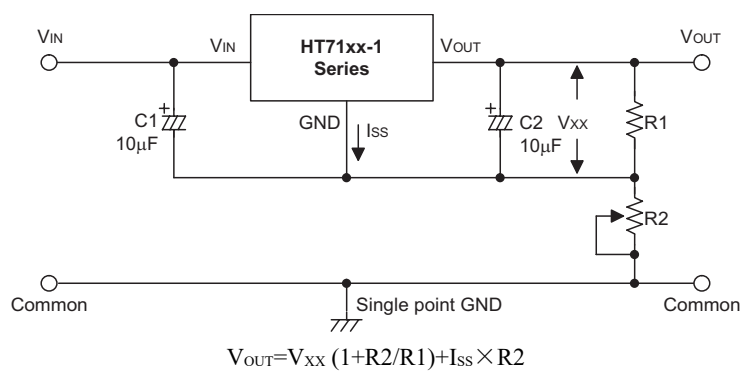 VIN
VIN
HT71xx-1
Series
VOUT
VOUT
C1
10μF
GND
ISS
C2
10μF
VXX
R1
R2
Common
Single point GND
Common
VOUT=VXX (1+R2/R1)+ISS×R2